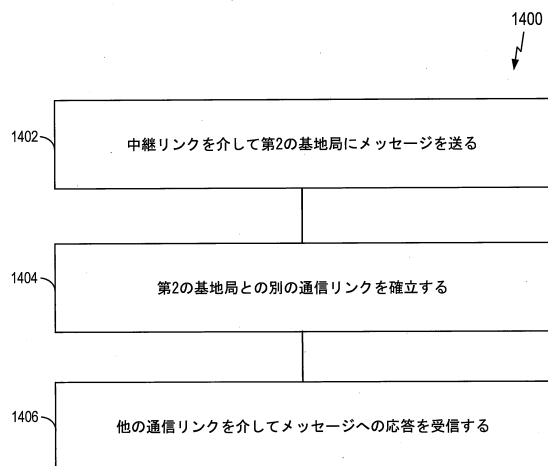 1400
1402
中継リンクを介して第2の基地局にメッセージを送る
1404
第2の基地局との別の通信リンクを確立する
1406
他の通信リンクを介してメッセージへの応答を受信する